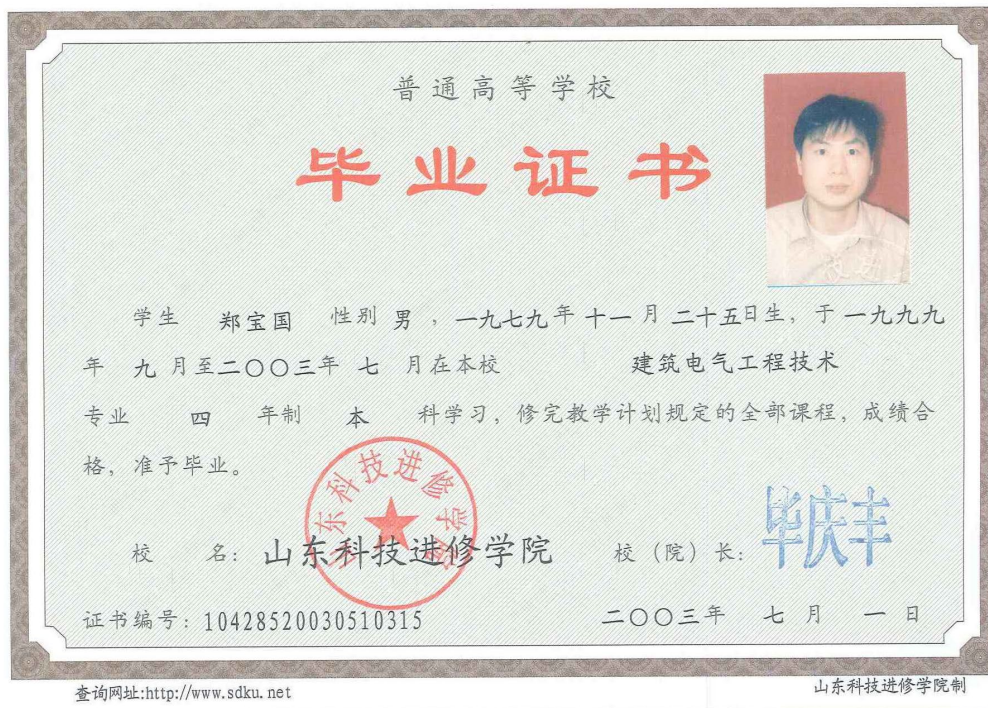 普通高等学校
毕业证书
学生 郑宝国 性别 男 ，一九七九年 十一 月 二十五日生，于 一九九九
年 九 月至二〇〇三年 七 月在本校 建筑电气工程技术
专业 四 年制 本 科学习，修完教学计划规定的全部课程，成绩合
格，准予毕业。
山东科技进修学院
校 名：山东科技进修学院 校（院）长：毕庆丰
证书编号：10428520030510315 二〇〇三年 七 月 一 日
查询网址:http://www.sdku.net 山东科技进修学院制